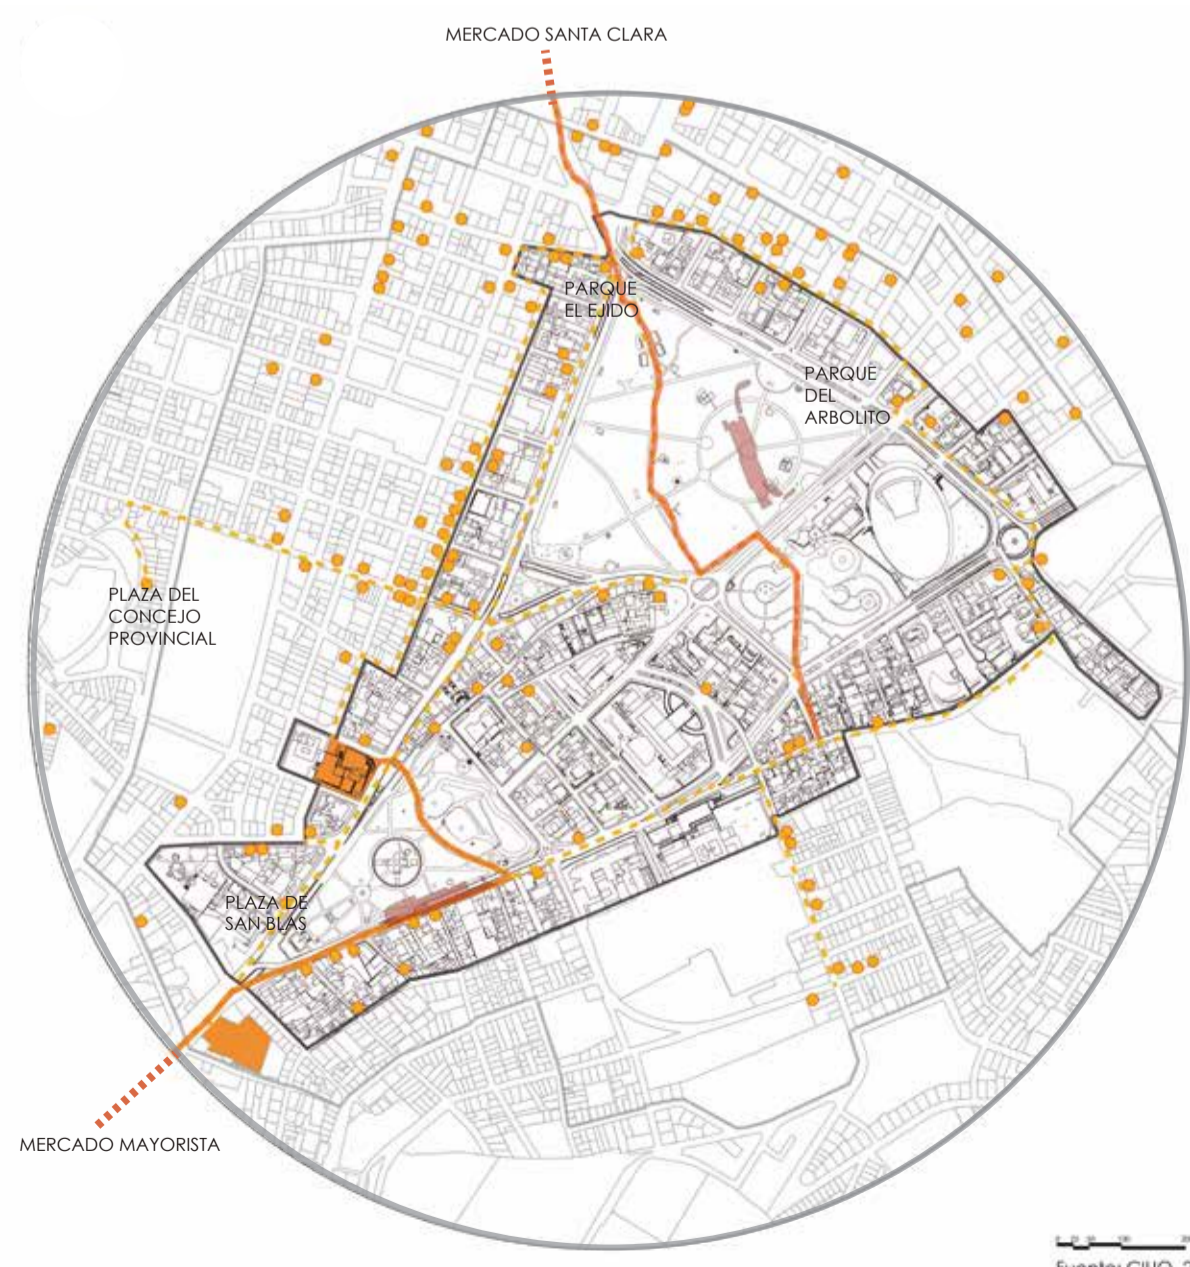 MERCADO SANTA CLARA
PARQUE
EL EJIDO
PARQUE
DEL
ARBOLITO
PLAZA DEL
CONCEJO
PROVINCIAL
PLAZA DE
SAN BLAS
MERCADO MAYORISTA